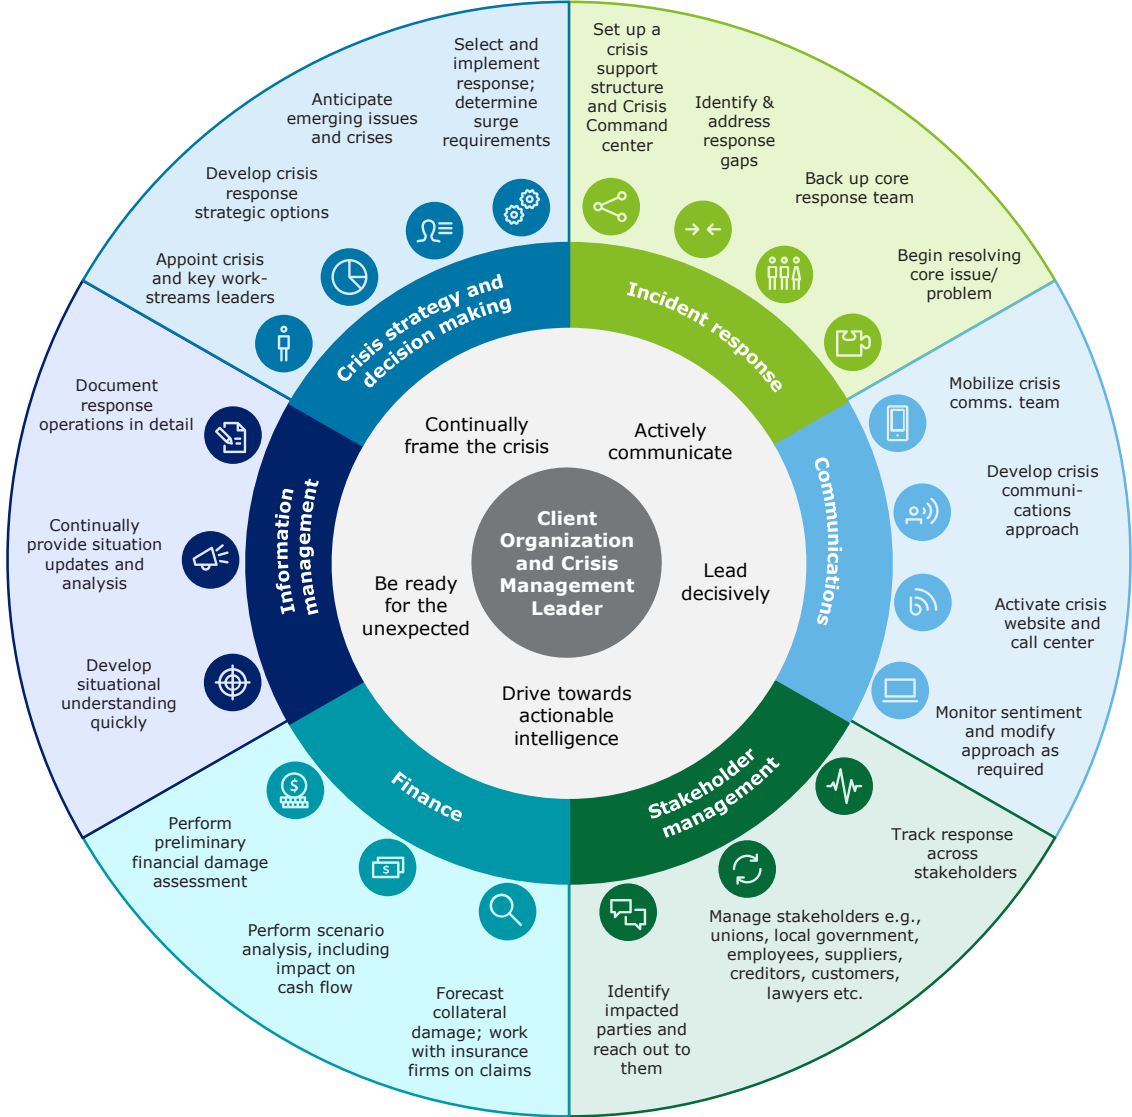 Select and
implement
response;
determine
surge
requirements
Anticipate
emerging issues
and crises
Develop crisis
response
strategic options
Appoint crisis
and key work-
streams leaders
Crisis strategy and
decision making
Set up a
crisis
support
structure
and Crisis
Command
center
Identify &
address
response
gaps
Back up core
response team
Begin resolving
core issue/
problem
Incident response
Mobilize crisis
comms. team
Develop crisis
communi-
cations
approach
Activate crisis
website and
call center
Monitor sentiment
and modify
approach as
required
Communications
Track response
across
stakeholders
Manage stakeholders e.g.,
unions, local government,
employees, suppliers,
creditors, customers,
lawyers etc.
Identify
impacted
parties and
reach out to
them
Stakeholder
management
Forecast
collateral
damage; work
with insurance
firms on claims
Perform scenario
analysis, including
impact on
cash flow
Perform
preliminary
financial damage
assessment
$
$
Finance
Develop
situational
understanding
quickly
Continually
provide situation
updates and
analysis
Document
response
operations in detail
Information
management
Continually
frame the crisis
Actively
communicate
Lead
decisively
Drive towards
actionable
intelligence
Be ready
for the
unexpected
Client
Organization
and Crisis
Management
Leader